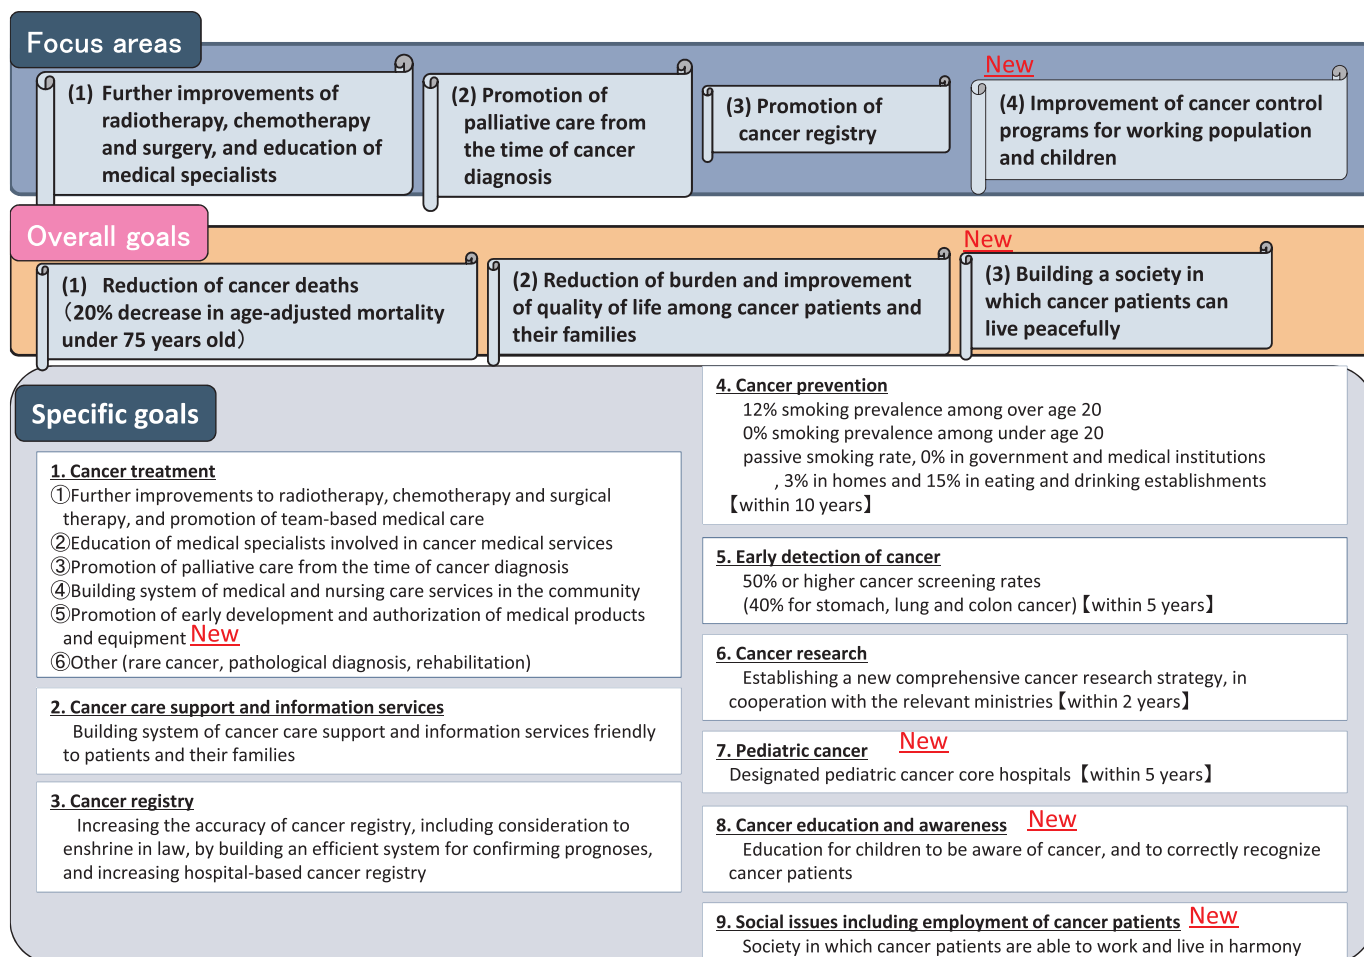 Focus areas
(1) Further improvements of
radiotherapy, chemotherapy
and surgery, and education of
medical specialists
(2) Promotion of
palliative care from
the time of cancer
diagnosis
(3) Promotion of
cancer registry
New
(4) Improvement of cancer control
programs for working population
and children
Overall goals
(1) Reduction of cancer deaths
（20% decrease in age-adjusted mortality
under 75 years old）
(2) Reduction of burden and improvement
of quality of life among cancer patients and
their families
New
(3) Building a society in
which cancer patients can
live peacefully
Specific goals
1. Cancer treatment
①Further improvements to radiotherapy, chemotherapy and surgical
therapy, and promotion of team-based medical care
②Education of medical specialists involved in cancer medical services
③Promotion of palliative care from the time of cancer diagnosis
④Building system of medical and nursing care services in the community
⑤Promotion of early development and authorization of medical products
and equipment New
⑥Other (rare cancer, pathological diagnosis, rehabilitation)
2. Cancer care support and information services
Building system of cancer care support and information services friendly
to patients and their families
3. Cancer registry
Increasing the accuracy of cancer registry, including consideration to
enshrine in law, by building an efficient system for confirming prognoses,
and increasing hospital-based cancer registry
4. Cancer prevention
12% smoking prevalence among over age 20
0% smoking prevalence among under age 20
passive smoking rate, 0% in government and medical institutions
, 3% in homes and 15% in eating and drinking establishments
【within 10 years】
5. Early detection of cancer
50% or higher cancer screening rates
(40% for stomach, lung and colon cancer)【within 5 years】
6. Cancer research
Establishing a new comprehensive cancer research strategy, in
cooperation with the relevant ministries【within 2 years】
7. Pediatric cancer New
Designated pediatric cancer core hospitals 【within 5 years】
8. Cancer education and awareness New
Education for children to be aware of cancer, and to correctly recognize
cancer patients
9. Social issues including employment of cancer patients New
Society in which cancer patients are able to work and live in harmony